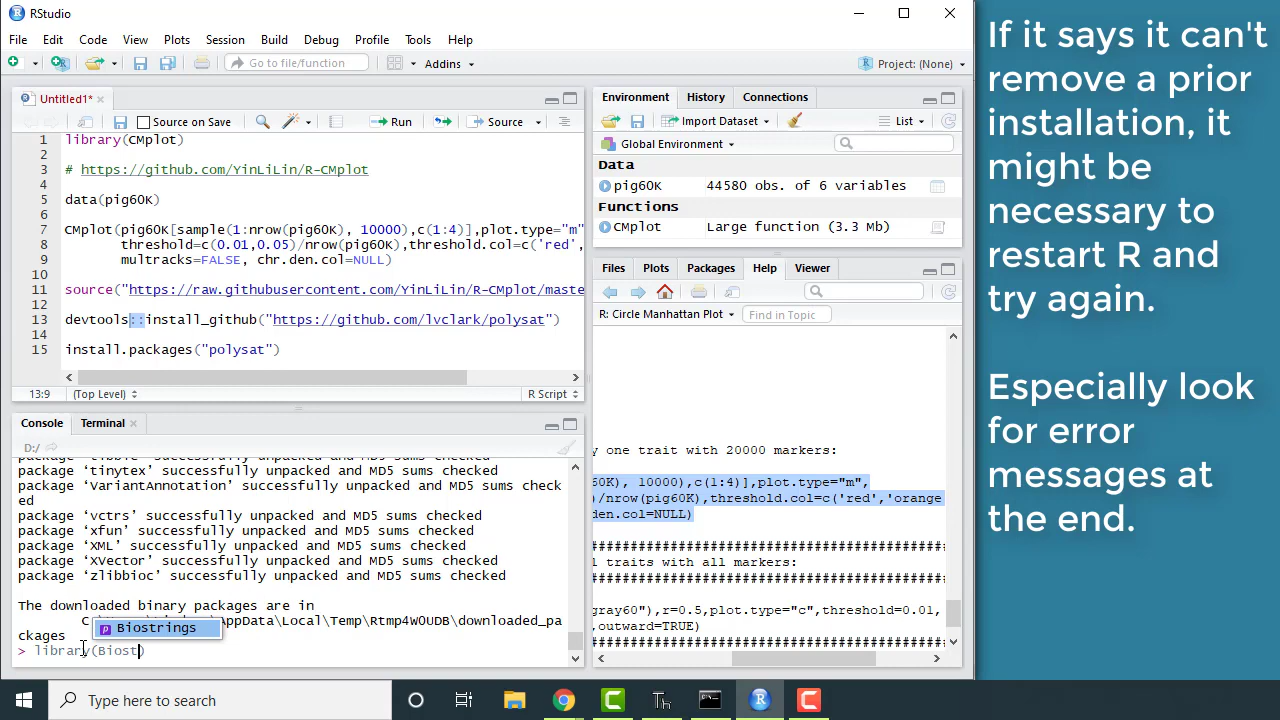 RStudio
File Edit Code View Plots Session Build Debug Profile Tools Help
Go to file/function Addins Project: (None)
Untitled1*
Source on Save Run Source
1 library(CMplot)
2
3 # https://github.com/YinLiLin/R-CMplot
4
5 data(pig60K)
6
7 CMplot(pig60K[sample(1:nrow(pig60K), 10000),c(1:4)],plot.type="m"
8 threshold=c(0.01,0.05)/nrow(pig60K),threshold.col=c('red',
9 multracks=FALSE, chr.den.col=NULL)
10
11 source("https://raw.githubusercontent.com/YinLiLin/R-CMplot/maste
12
13 devtools::install_github("https://github.com/lvclark/polysat")
14
15 install.packages("polysat")
13:9 (Top Level) R Script
Console Terminal
D:/
package ‘tinytex’ successfully unpacked and MD5 sums checked
package ‘VariantAnnotation’ successfully unpacked and MD5 sums check
ed
package ‘vctrs’ successfully unpacked and MD5 sums checked
package ‘xfun’ successfully unpacked and MD5 sums checked
package ‘XML’ successfully unpacked and MD5 sums checked
package ‘XVector’ successfully unpacked and MD5 sums checked
package ‘zlibbioc’ successfully unpacked and MD5 sums checked
The downloaded binary packages are in
AppData\Local\Temp\Rtmp4WOUDB\downloaded_pa
ckages
Biostrings
> library(Biost)
Environment History Connections
Import Dataset List
Global Environment
Data
pig60K 44580 obs. of 6 variables
Functions
CMplot Large function (3.3 Mb)
Files Plots Packages Help Viewer
R: Circle Manhattan Plot Find in Topic
y one trait with 20000 markers:
60K), 10000),c(1:4)],plot.type="m",
)/nrow(pig60K),threshold.col=c('red','orange
den.col=NULL)
############################################
l traits with all markers:
############################################
gray60"),r=0.5,plot.type="c",threshold=0.01,
,outward=TRUE)
############################################
If it says it can't
remove a prior
installation, it
might be
necessary to
restart R and
try again.
Especially look
for error
messages at
the end.
Type here to search